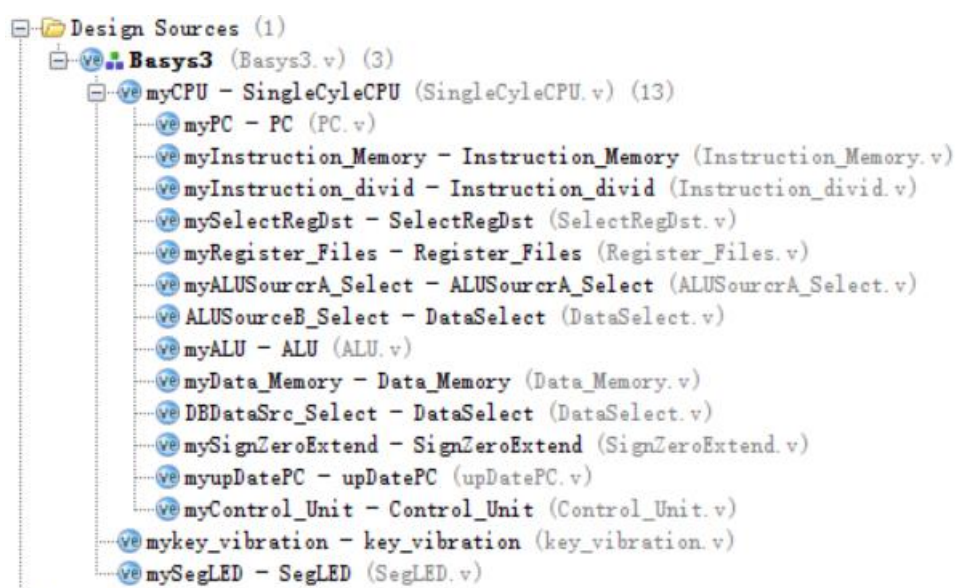 Design Sources (1)
Basys3 (Basys3.v) (3)
myCPU - SingleCyleCPU (SingleCyleCPU.v) (13)
myPC - PC (PC.v)
myInstruction_Memory - Instruction_Memory (Instruction_Memory.v)
myInstruction_divid - Instruction_divid (Instruction_divid.v)
mySelectRegDst - SelectRegDst (SelectRegDst.v)
myRegister_Files - Register_Files (Register_Files.v)
myALUSourcrA_Select - ALUSourcrA_Select (ALUSourcrA_Select.v)
ALUSourceB_Select - DataSelect (DataSelect.v)
myALU - ALU (ALU.v)
myData_Memory - Data_Memory (Data_Memory.v)
DBDataSrc_Select - DataSelect (DataSelect.v)
mySignZeroExtend - SignZeroExtend (SignZeroExtend.v)
myupDatePC - upDatePC (upDatePC.v)
myControl_Unit - Control_Unit (Control_Unit.v)
mykey_vibration - key_vibration (key_vibration.v)
mySegLED - SegLED (SegLED.v)